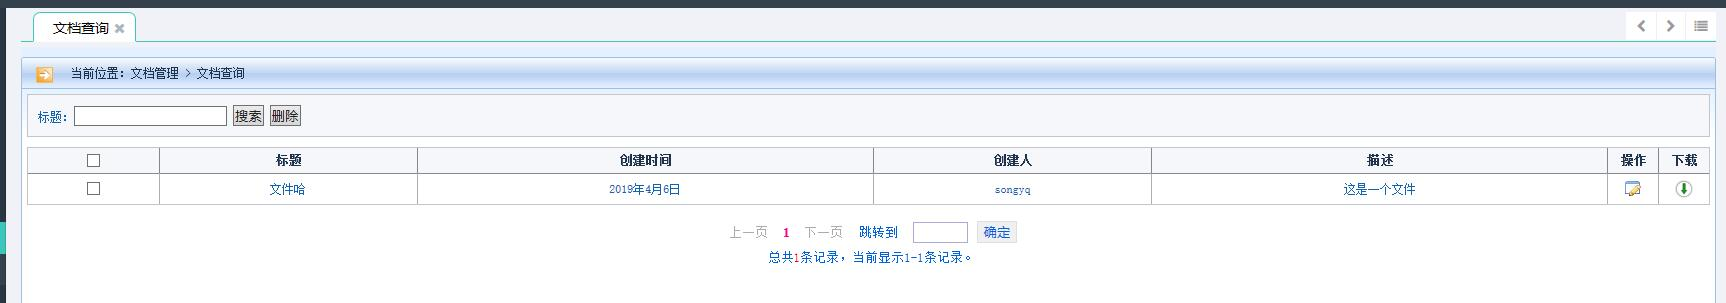 文档查询
当前位置：文档管理 > 文档查询
标题： 搜索 删除
标题 创建时间 创建人 描述 操作 下载
文件哈 2019年4月6日 songyq 这是一个文件
上一页 1 下一页 跳转到 确定
总共1条记录，当前显示1-1条记录。